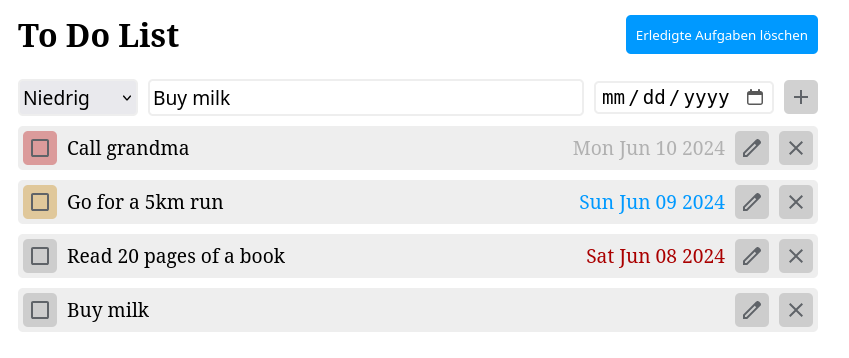 To Do List
Erledigte Aufgaben löschen
Niedrig Buy milk mm/dd/yyyy
Call grandma Mon Jun 10 2024
Go for a 5km run Sun Jun 09 2024
Read 20 pages of a book Sat Jun 08 2024
Buy milk